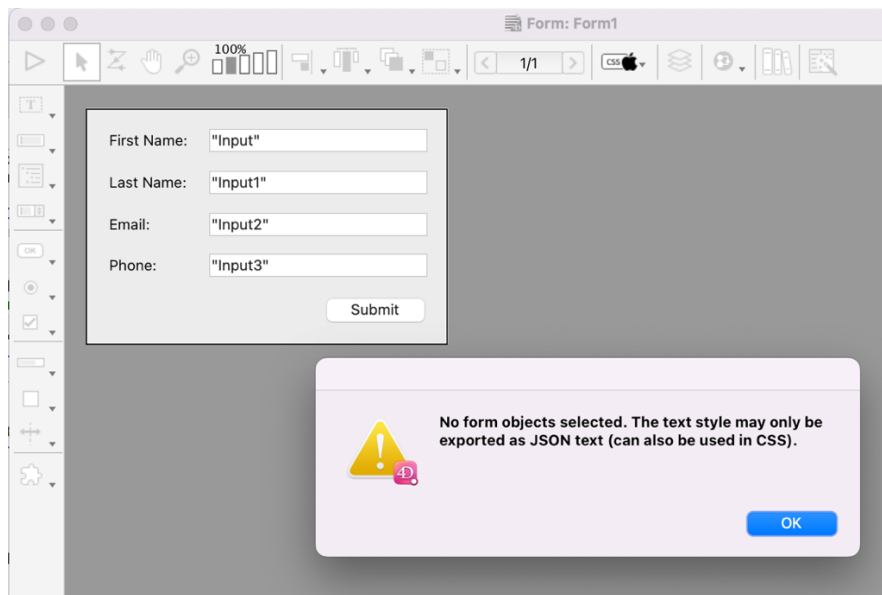 Form: Form1
100%
1/1
CSS
T
OK
First Name: "Input"
Last Name: "Input1"
Email: "Input2"
Phone: "Input3"
Submit
No form objects selected. The text style may only be
exported as JSON text (can also be used in CSS).
4D
OK